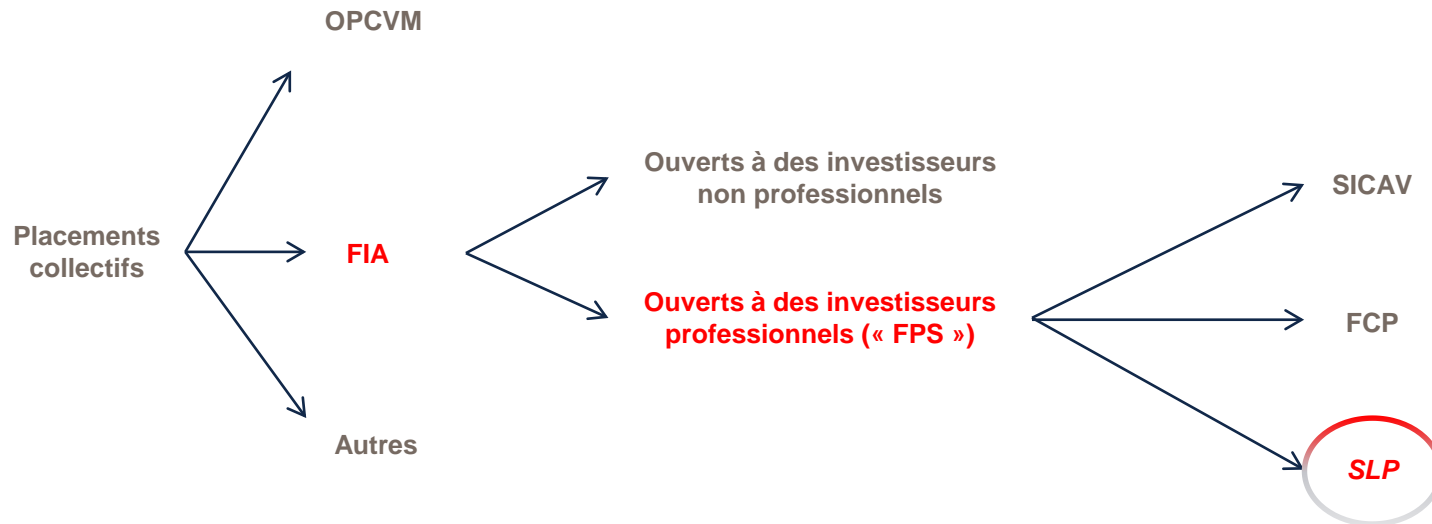 OPCVM
Ouverts à des investisseurs
non professionnels
SICAV
Placements
collectifs
FIA
Ouverts à des investisseurs
professionnels (« FPS »)
FCP
Autres
SLP